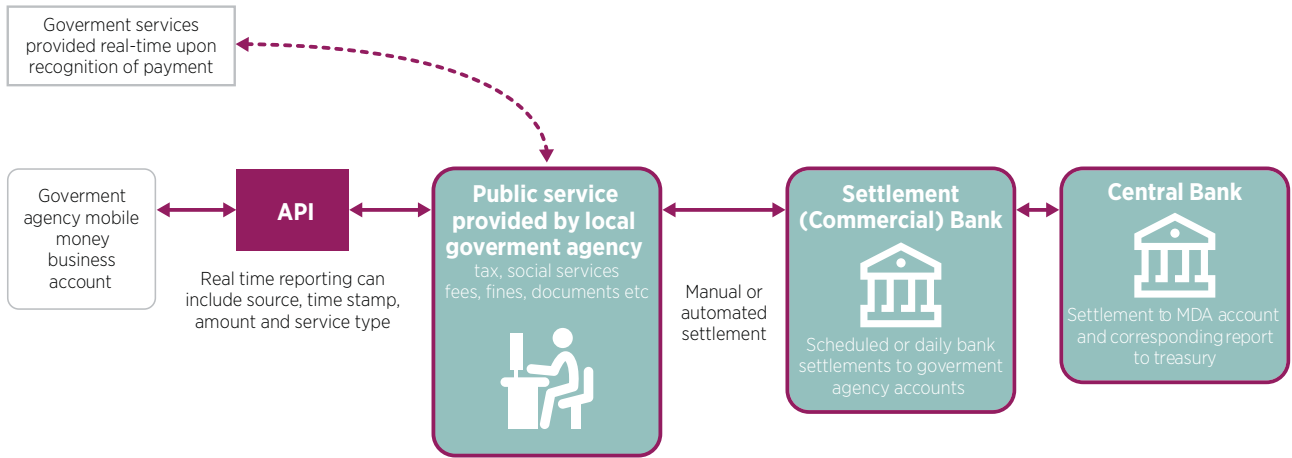 Goverment services
provided real-time upon
recognition of payment
Goverment
agency mobile
money
business
account
API
Real time reporting can
include source, time stamp,
amount and service type
Public service
provided by local
goverment agency
tax, social services
fees, fines, documents etc
Manual or
automated
settlement
Settlement
(Commercial) Bank
Scheduled or daily bank
settlements to goverment
agency accounts
Central Bank
Settlement to MDA account
and corresponding report
to treasury